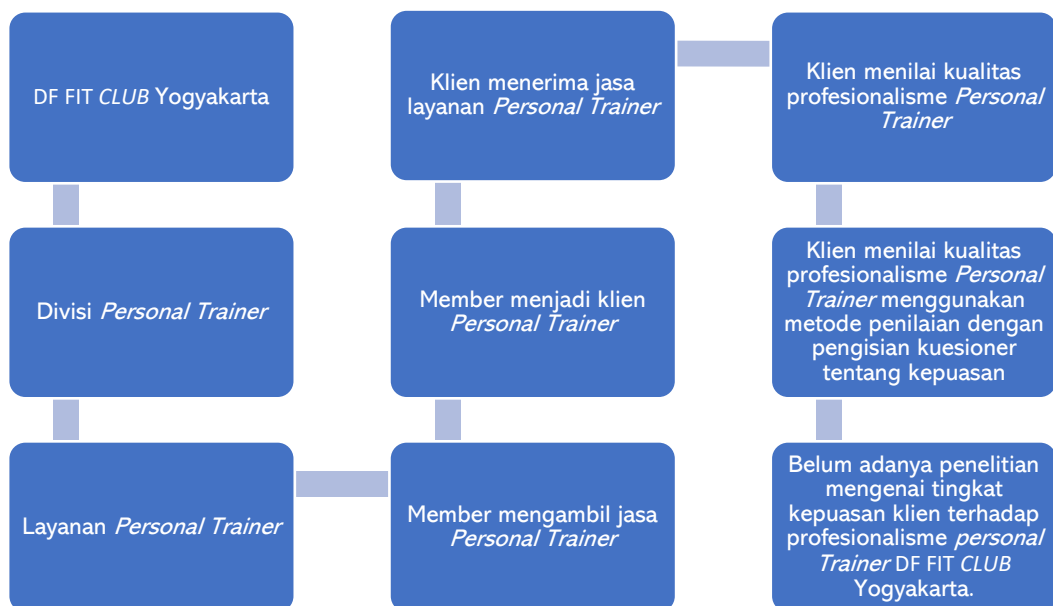 DF FIT CLUB Yogyakarta
Divisi Personal Trainer
Layanan Personal Trainer
Member mengambil jasa
Personal Trainer
Member menjadi klien
Personal Trainer
Klien menerima jasa
layanan Personal Trainer
Klien menilai kualitas
profesionalisme Personal
Trainer
Klien menilai kualitas
profesionalisme Personal
Trainer menggunakan
metode penilaian dengan
pengisian kuesioner
tentang kepuasan
Belum adanya penelitian
mengenai tingkat
kepuasan klien terhadap
profesionalisme personal
Trainer DF FIT CLUB
Yogyakarta.